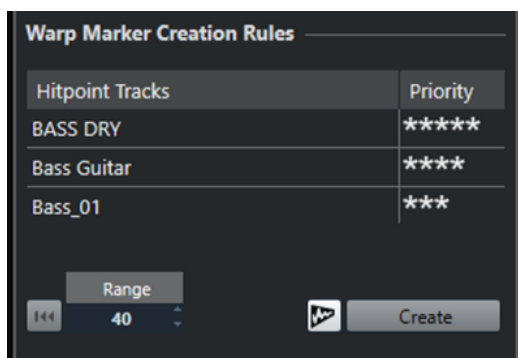 Warp Marker Creation Rules
Hitpoint Tracks Priority
BASS DRY *****
Bass Guitar ****
Bass_01 ***
Range
40 Create